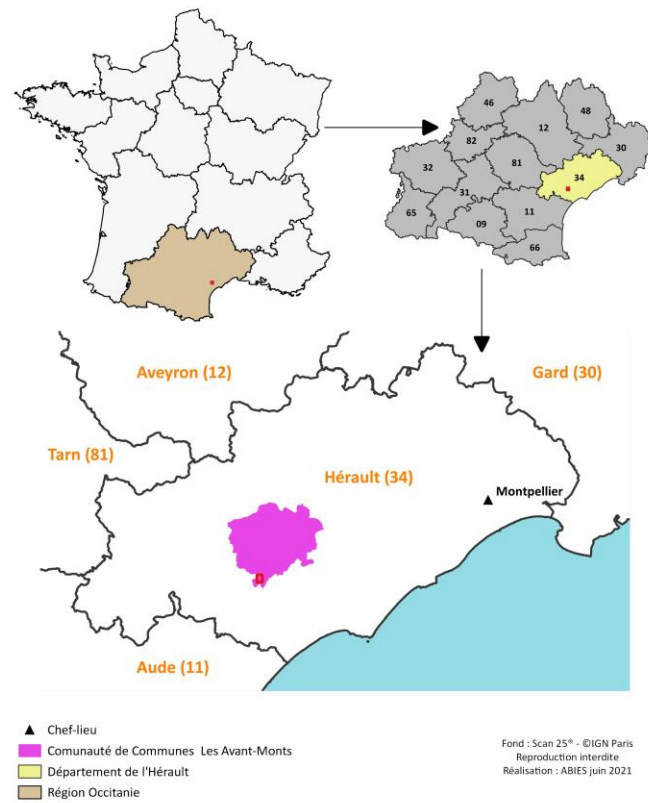 46
48
12
82
30
32
81
34
31
65
11
09
66
Aveyron (12)
Gard (30)
Tarn (81)
Hérault (34)
Montpellier
Aude (11)
Chef-lieu
Comunauté de Communes Les Avant-Monts
Département de l'Hérault
Région Occitanie
Fond : Scan 25® - ©IGN Paris
Reproduction interdite
Réalisation : ABIES juin 2021